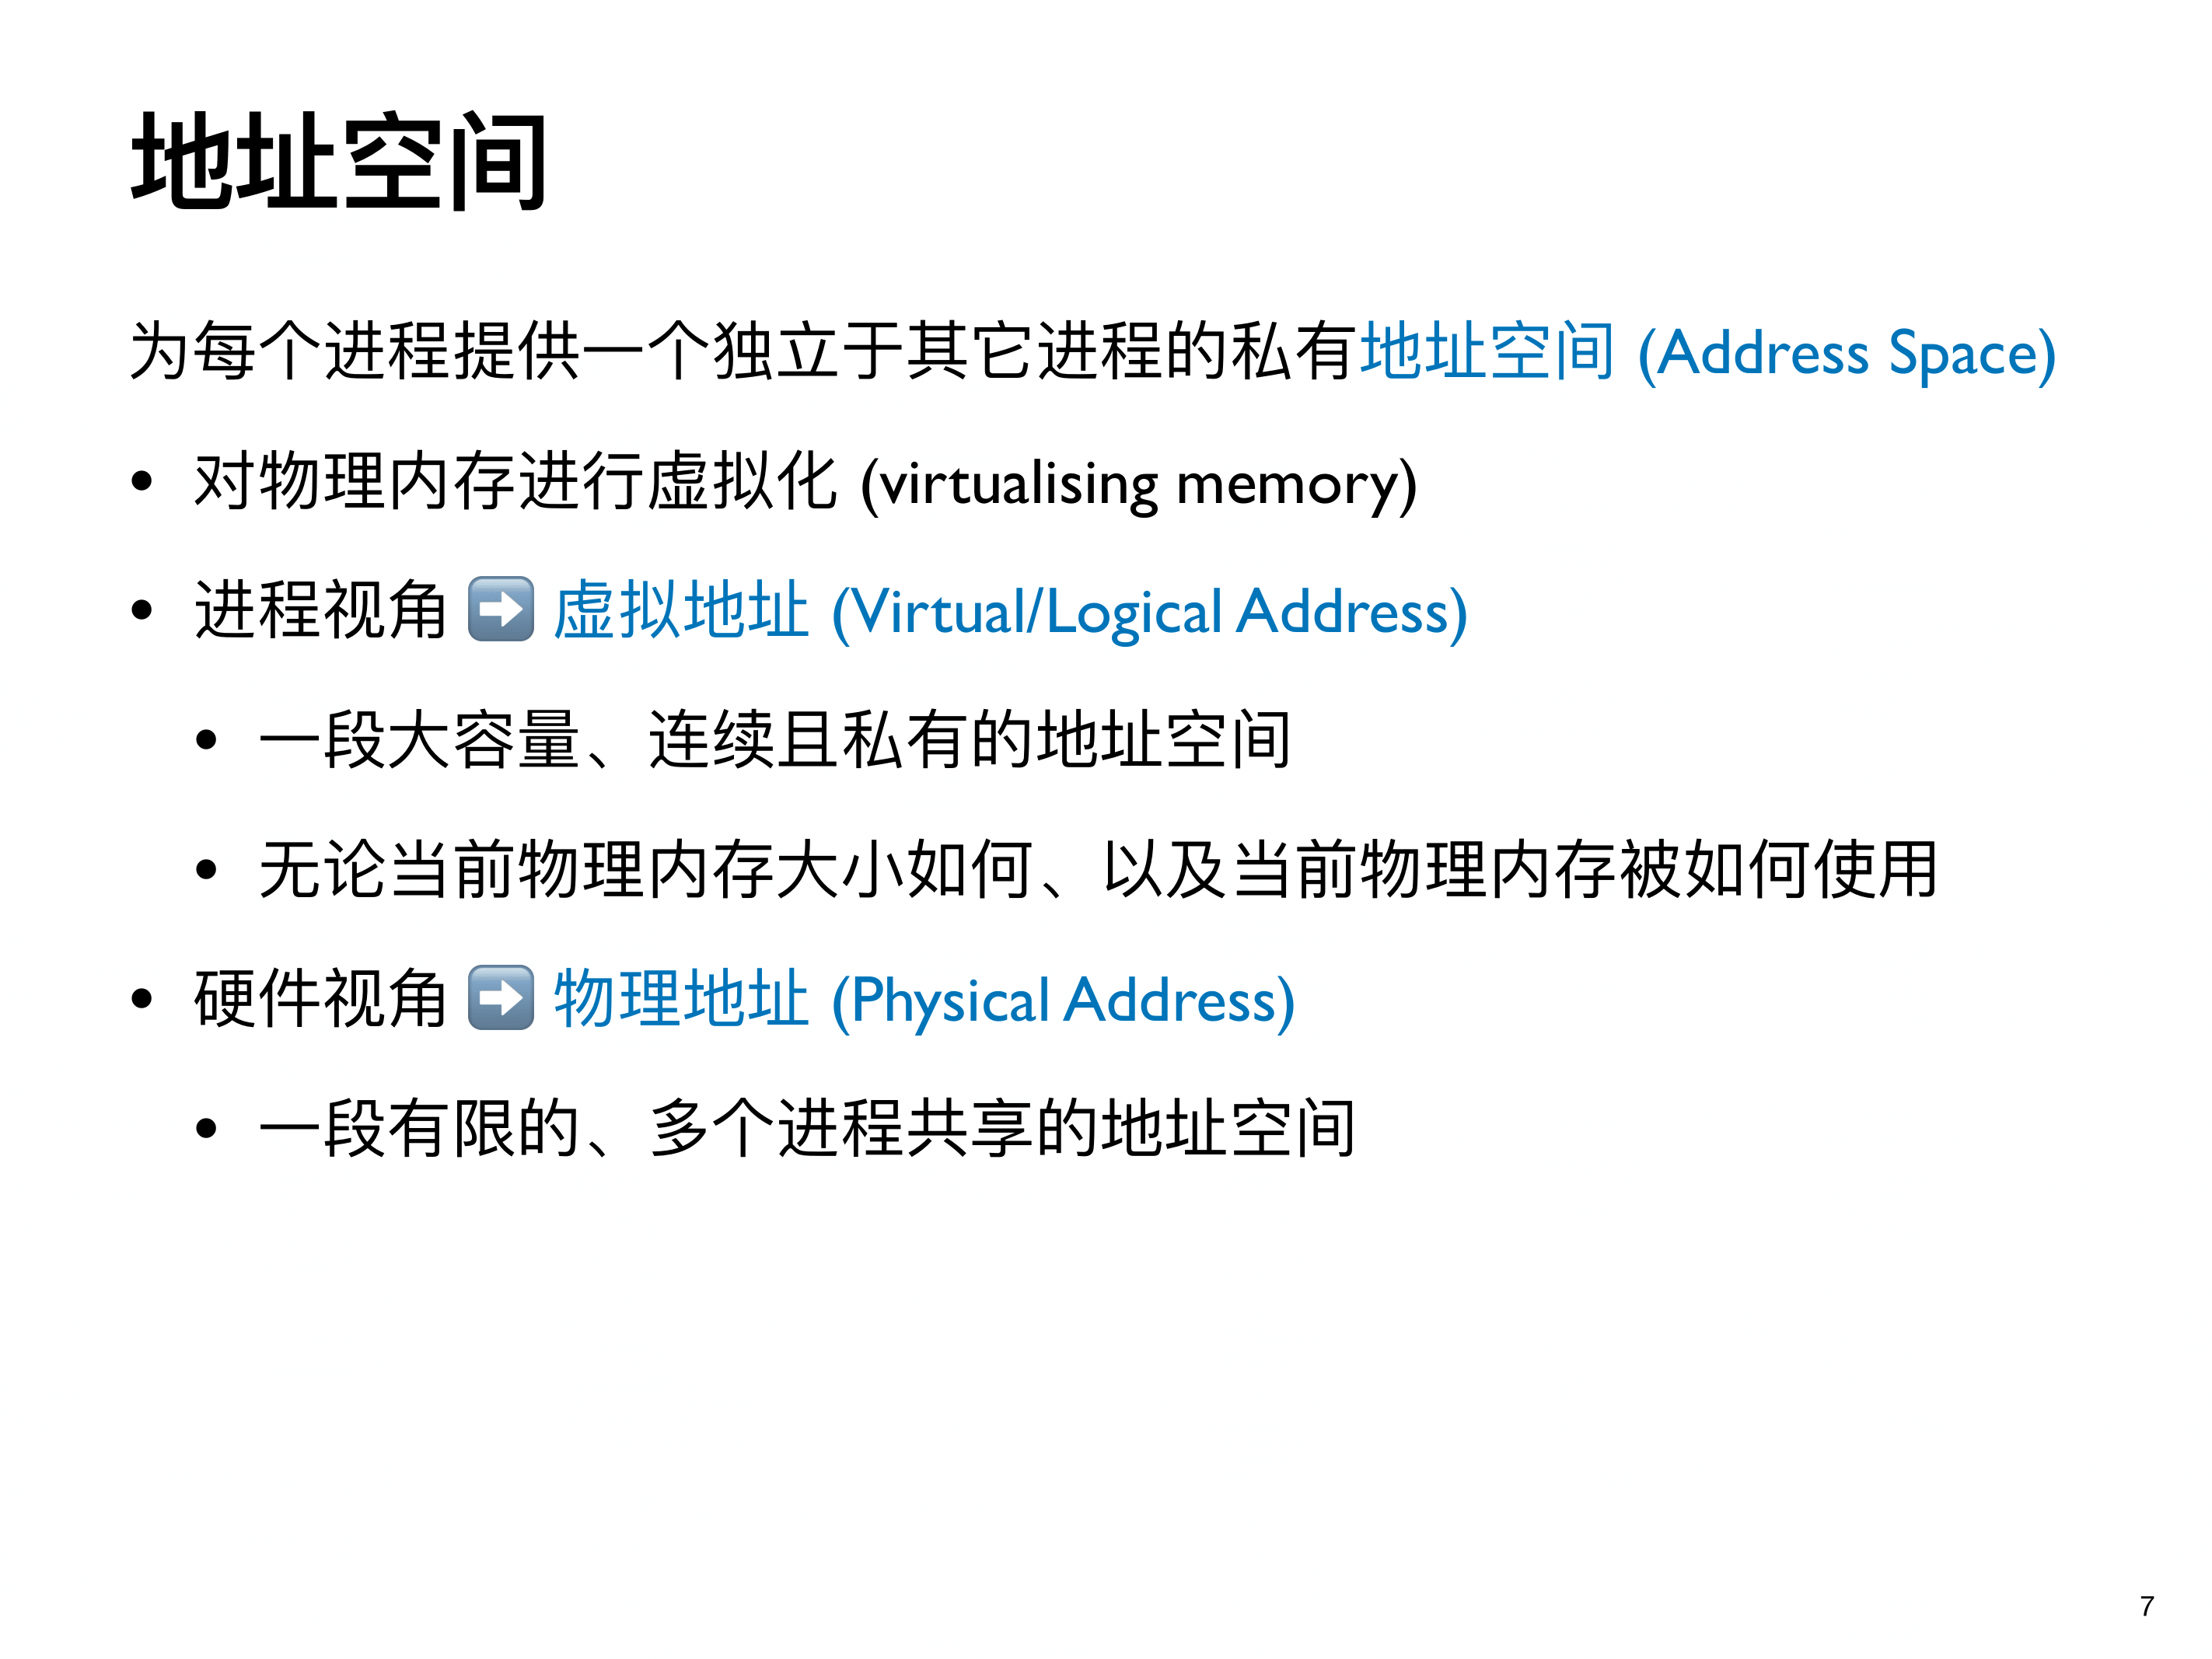 地址空间
为每个进程提供一个独立于其它进程的私有地址空间 (Address Space)
• 对物理内存进行虚拟化 (virtualising memory)
• 进程视角 ➡️ 虚拟地址 (Virtual/Logical Address)
• 一段大容量、连续且私有的地址空间
• 无论当前物理内存大小如何、以及当前物理内存被如何使用
• 硬件视角 ➡️ 物理地址 (Physical Address)
• 一段有限的、多个进程共享的地址空间
7